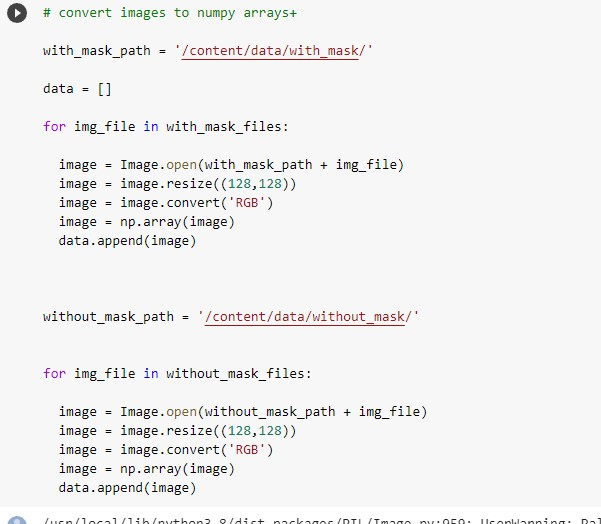 # convert images to numpy arrays+
with_mask_path = '/content/data/with_mask/'
data = []
for img_file in with_mask_files:
image = Image.open(with_mask_path + img_file)
image = image.resize((128,128))
image = image.convert('RGB')
image = np.array(image)
data.append(image)
without_mask_path = '/content/data/without_mask/'
for img_file in without_mask_files:
image = Image.open(without_mask_path + img_file)
image = image.resize((128,128))
image = image.convert('RGB')
image = np.array(image)
data.append(image)
/usr/local/lib/python3.8/dist-packages/PIL/Image.py:959: UserWarning: